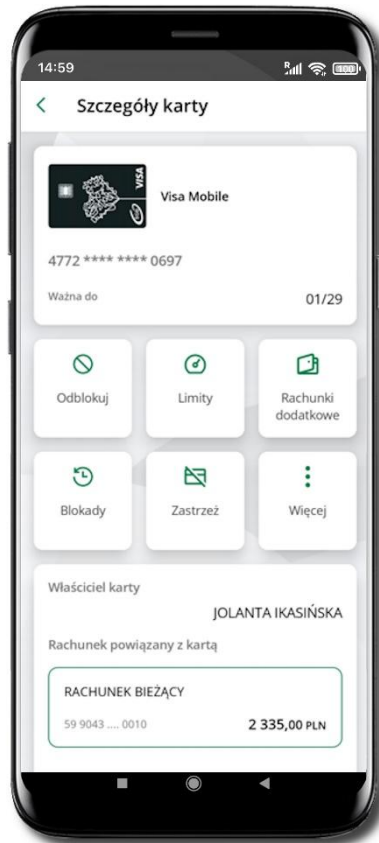 14:59
R
100
Szczegóły karty
VISA
Visa Mobile
4772 **** **** 0697
Ważna do
01/29
Odblokuj
Limity
Rachunki
dodatkowe
Blokady
Zastrzeż
Więcej
Właściciel karty
JOLANTA IKASIŃSKA
Rachunek powiązany z kartą
RACHUNEK BIEŻĄCY
59 9043 .... 0010
2 335,00 PLN